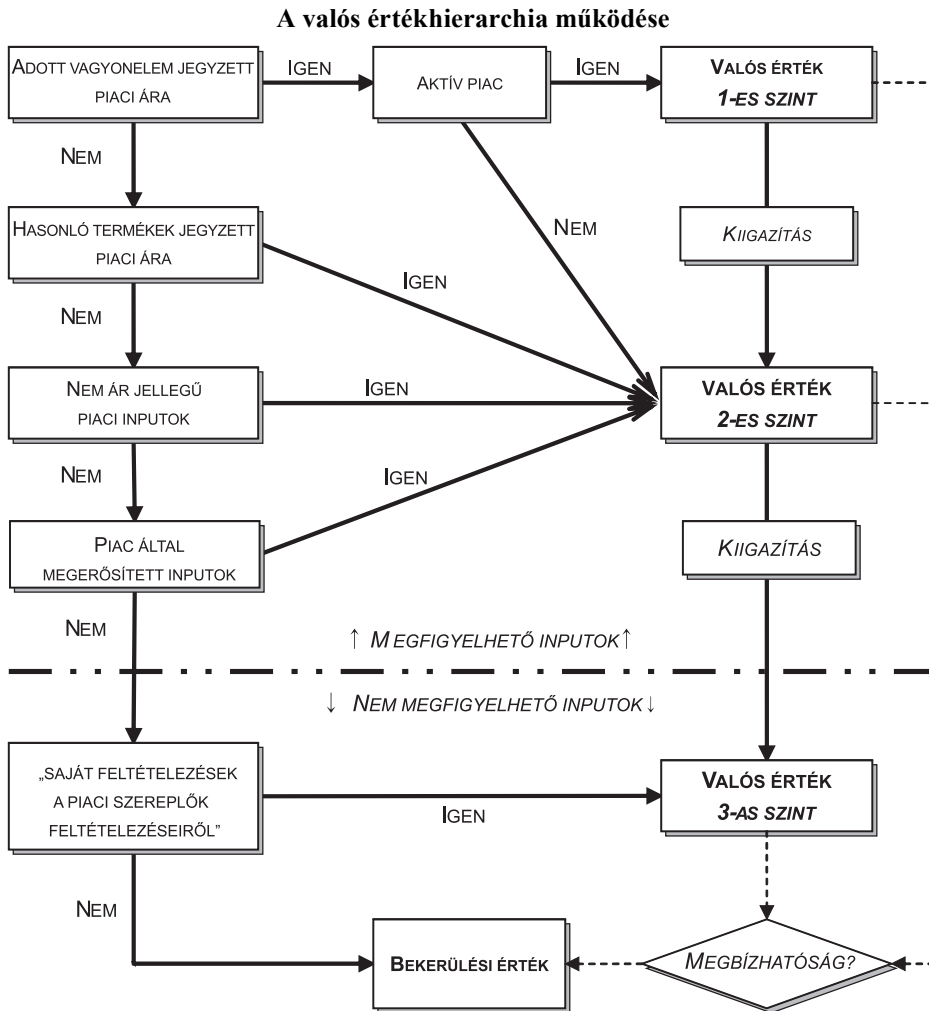 A valós értékhierarchia működése
ADOTT VAGYONELEM JEGYZETT
PIACI ÁRA
IGEN
AKTÍV PIAC
IGEN
VALÓS ÉRTÉK
1-ES SZINT
NEM
HASONLÓ TERMÉKEK JEGYZETT
PIACI ÁRA
NEM
KIIGAZÍTÁS
IGEN
NEM
NEM ÁR JELLEGŰ
PIACI INPUTOK
IGEN
VALÓS ÉRTÉK
2-ES SZINT
NEM
IGEN
PIAC ÁLTAL
MEGERŐSÍTETT INPUTOK
KIIGAZÍTÁS
NEM
↑ MEGFIGYELHETŐ INPUTOK↑
↓ NEM MEGFIGYELHETŐ INPUTOK↓
„SAJÁT FELTÉTELEZÉSEK
A PIACI SZEREPLŐK
FELTÉTELEZÉSEIRŐL”
IGEN
VALÓS ÉRTÉK
3-AS SZINT
NEM
BEKERÜLÉSI ÉRTÉK
MEGBÍZHATÓSÁG?